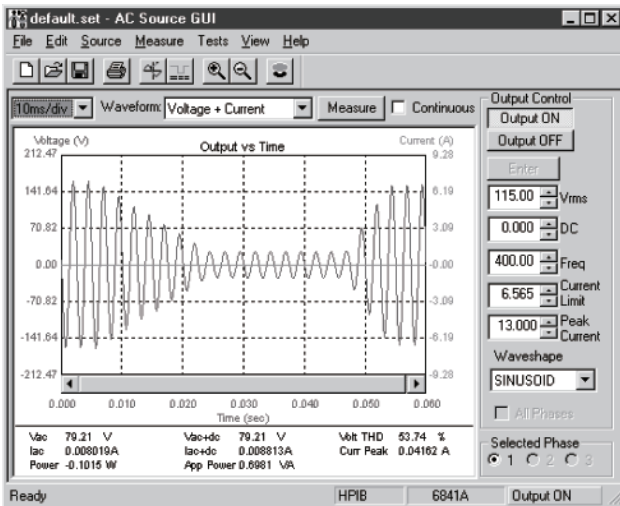 default.set - AC Source GUI
File Edit Source Measure Tests View Help
10ms/div Waveform: Voltage + Current Measure Continuous
Voltage (V) Output vs Time Current (A)
212.47 9.28
141.64 6.19
70.82 3.09
0.00 -0.00
-70.82 -3.09
-141.64 -6.19
-212.47 -9.28
0.000 0.010 0.020 0.030 0.040 0.050 0.060
Time (sec)
Vac 79.21 V Vac+dc 79.21 V Volt THD 53.74 %
Iac 0.008019A Iac+dc 0.008813A Curr Peak 0.04162 A
Power -0.1015 W App Power 0.6981 VA
Output Control
Output ON
Output OFF
Enter
115.00 Vrms
0.000 DC
400.00 Freq
6.565 Current Limit
13.000 Peak Current
Waveshape
SINUSOID
All Phases
Selected Phase
1 2 3
Ready HPIB 6841A Output ON